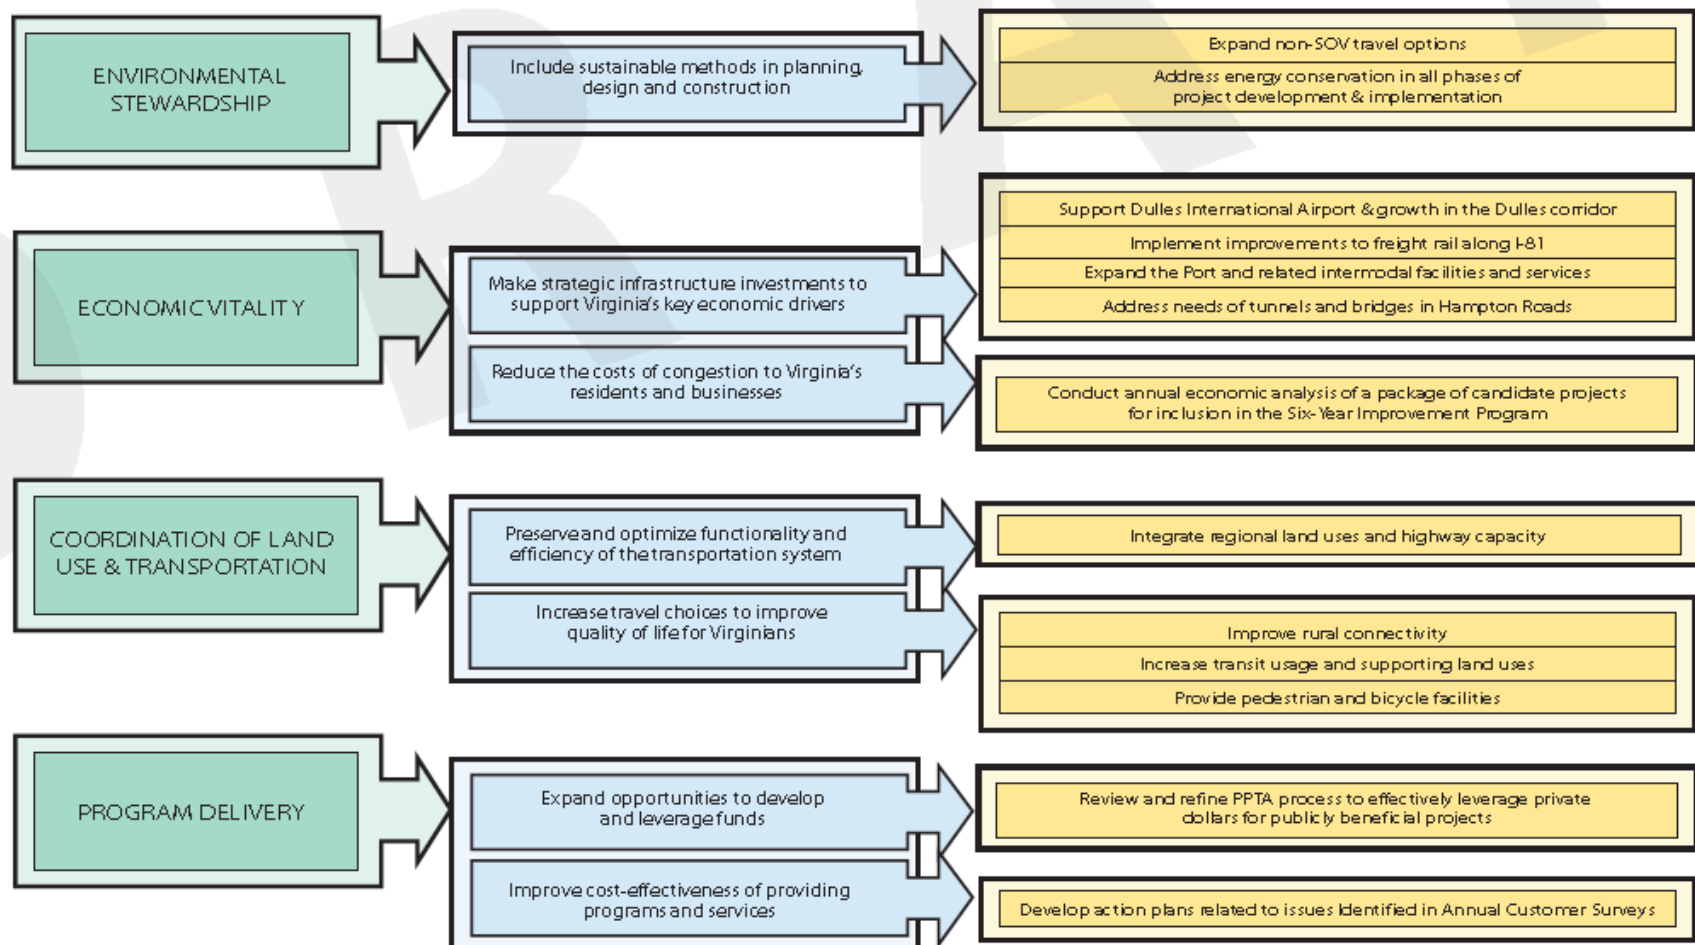 ENVIRONMENTAL
STEWARDSHIP
Include sustainable methods in planning,
design and construction
Expand non-SOV travel options
Address energy conservation in all phases of
project development & implementation
ECONOMIC VITALITY
Make strategic infrastructure investments to
support Virginia's key economic drivers
Support Dulles International Airport & growth in the Dulles corridor
Implement improvements to freight rail along I-81
Expand the Port and related intermodal facilities and services
Address needs of tunnels and bridges in Hampton Roads
Reduce the costs of congestion to Virginia's
residents and businesses
Conduct annual economic analysis of a package of candidate projects
for inclusion in the Six-Year Improvement Program
COORDINATION OF LAND
USE & TRANSPORTATION
Preserve and optimize functionality and
efficiency of the transportation system
Integrate regional land uses and highway capacity
Increase travel choices to improve
quality of life for Virginians
Improve rural connectivity
Increase transit usage and supporting land uses
Provide pedestrian and bicycle facilities
PROGRAM DELIVERY
Expand opportunities to develop
and leverage funds
Review and refine PPTA process to effectively leverage private
dollars for publicly beneficial projects
Improve cost-effectiveness of providing
programs and services
Develop action plans related to issues Identified in Annual Customer Surveys